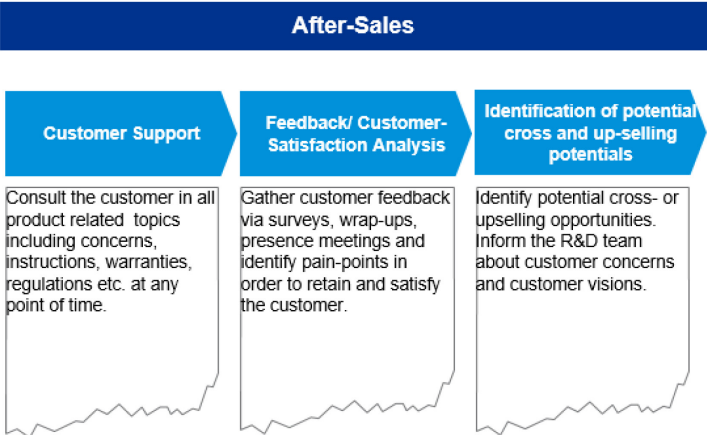 After-Sales
Customer Support
Feedback/ Customer-
Satisfaction Analysis
Identification of potential
cross and up-selling
potentials
Consult the customer in all
product related  topics
including concerns,
instructions, warranties,
regulations etc. at any
point of time.
Gather customer feedback
via surveys, wrap-ups,
presence meetings and
identify pain-points in
order to retain and satisfy
the customer.
Identify potential cross- or
upselling opportunities.
Inform the R&D team
about customer concerns
and customer visions.